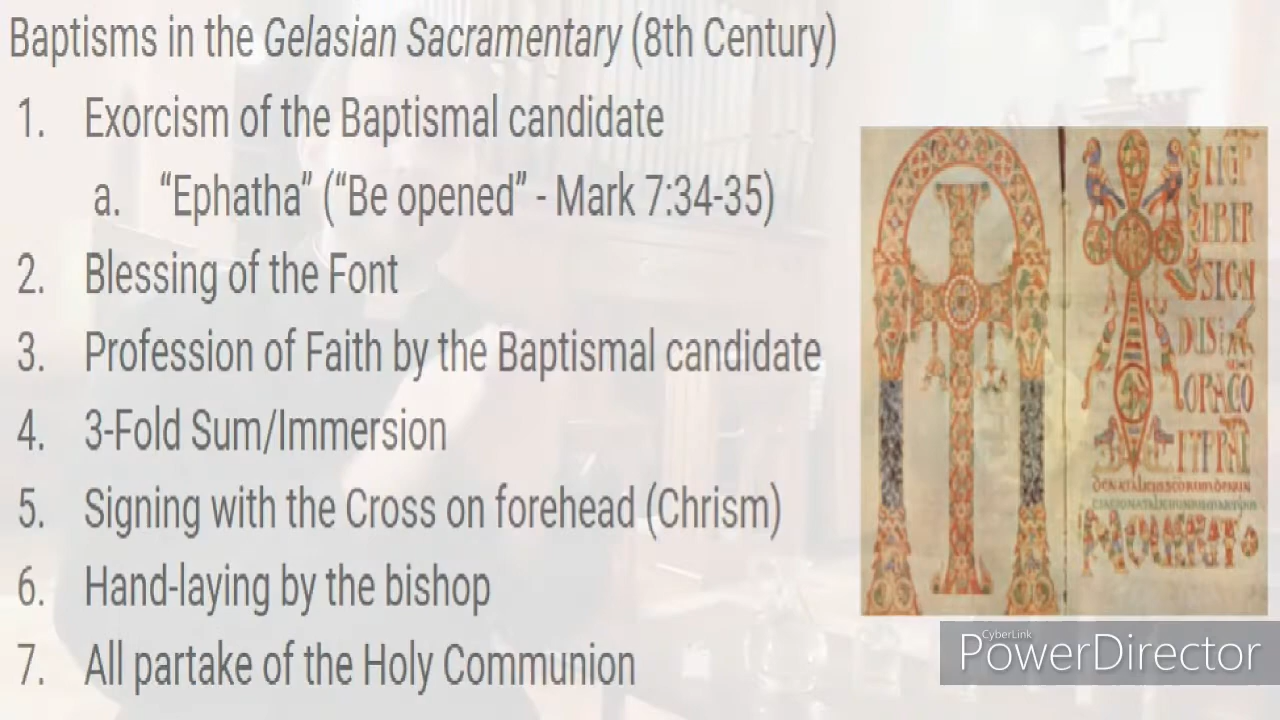 Baptisms in the Gelasian Sacramentary (8th Century)
1. Exorcism of the Baptismal candidate
a. “Ephatha” (“Be opened” - Mark 7:34-35)
2. Blessing of the Font
3. Profession of Faith by the Baptismal candidate
4. 3-Fold Sum/Immersion
5. Signing with the Cross on forehead (Chrism)
6. Hand-laying by the bishop
7. All partake of the Holy Communion
IBER
SIGN
OPACO
CyberLink
PowerDirector